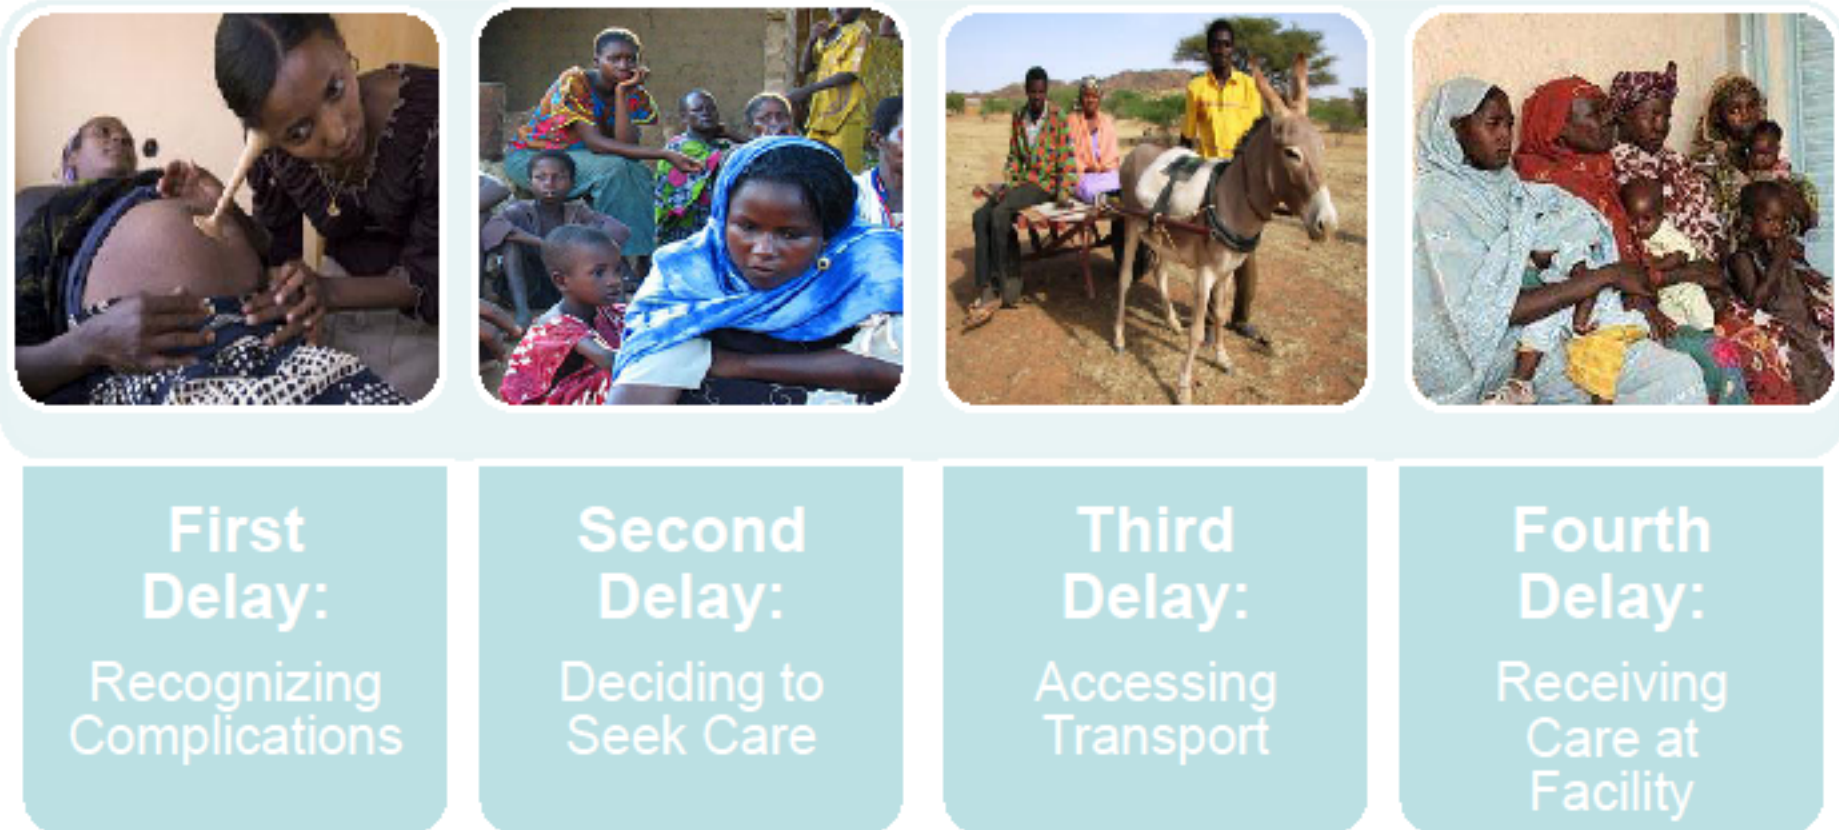 First
Delay:
Recognizing
Complications
Second
Delay:
Deciding to
Seek Care
Third
Delay:
Accessing
Transport
Fourth
Delay:
Receiving
Care at
Facility